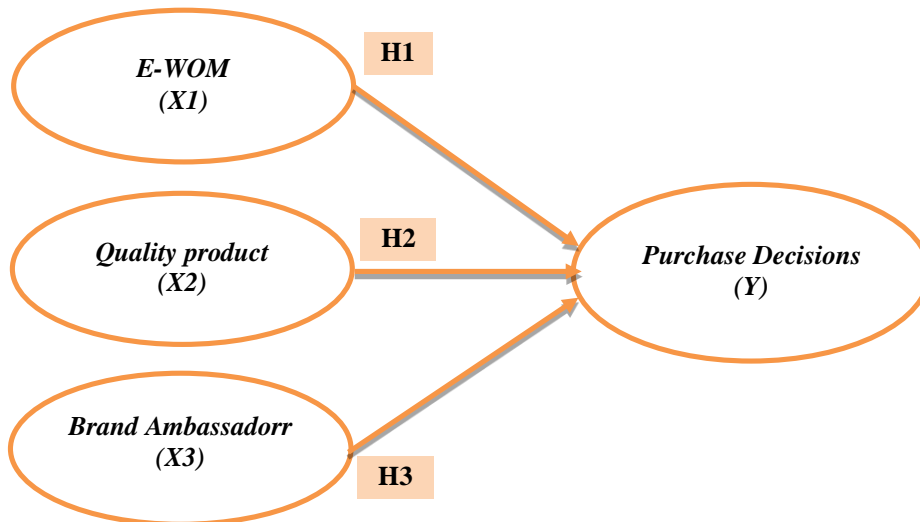 E-WOM
(X1)
H1
Quality product
(X2)
H2
Purchase Decisions
(Y)
Brand Ambassadorr
(X3)
H3